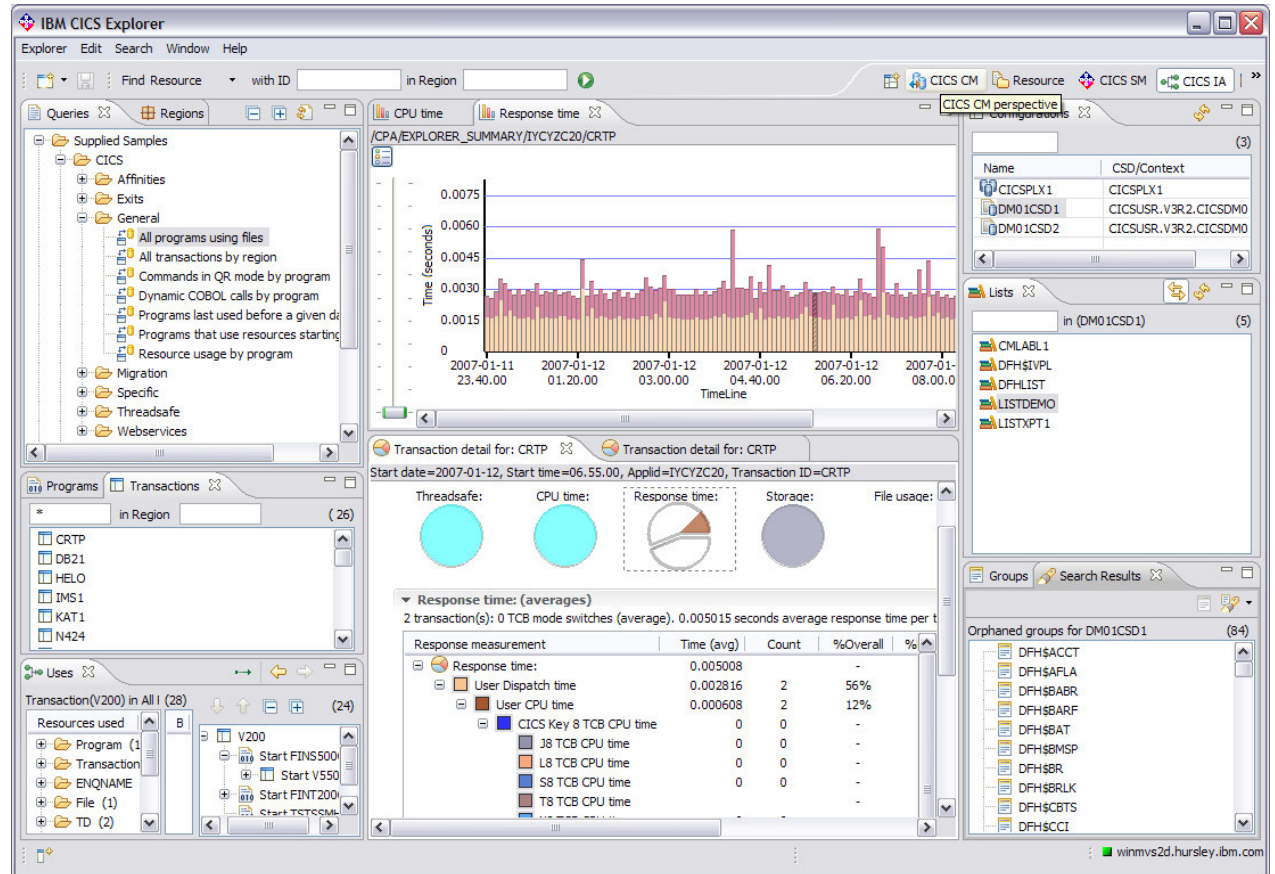 IBM CICS Explorer
Explorer Edit Search Window Help
Find Resource with ID in Region CICS CM Resource CICS SM CICS IA »
CICS CM perspective
Queries Regions
Supplied Samples
CICS
Affinities
Exits
General
All programs using files
All transactions by region
Commands in QR mode by program
Dynamic COBOL calls by program
Programs last used before a given da
Programs that use resources starting
Resource usage by program
Migration
Specific
Threadsafe
Webservices
Programs Transactions
* in Region (26)
CRTP
DB21
HELO
IMS1
KAT1
N424
Uses
Transaction(V200) in All I (28) (24)
Resources used B
Program (1
Transaction
ENQNAME
File (1)
TD (2)
V200
Start FINS500
Start V550
Start FINT200
CPU time Response time
/CPA/EXPLORER_SUMMARY/IYCYZC20/CRTP
Time (seconds)
0.0075
0.0060
0.0045
0.0030
0.0015
0
2007-01-11 2007-01-12 2007-01-12 2007-01-12 2007-01-12 2007-01-
23.40.00 01.20.00 03.00.00 04.40.00 06.20.00 08.00.0
TimeLine
Transaction detail for: CRTP Transaction detail for: CRTP
Start date=2007-01-12, Start time=06.55.00, Applid=IYCYZC20, Transaction ID=CRTP
Threadsafe: CPU time: Response time: Storage: File usage:
Response time: (averages)
2 transaction(s): 0 TCB mode switches (average). 0.005015 seconds average response time per t
Response measurement Time (avg) Count %Overall %
Response time: 0.005008 -
User Dispatch time 0.002816 2 56%
User CPU time 0.000608 2 12%
CICS Key 8 TCB CPU time 0 0 -
J8 TCB CPU time 0 0 -
L8 TCB CPU time 0 0 -
S8 TCB CPU time 0 0 -
T8 TCB CPU time -
Configurations
(3)
Name CSD/Context
CICSPLX1 CICSPLX1
DM01CSD1 CICSUSR.V3R2.CICSDM0
DM01CSD2 CICSUSR.V3R2.CICSDM0
Lists
in (DM01CSD1) (5)
CMLABL1
DFH$IVPL
DFHLIST
LISTDEMO
LISTXPT1
Groups Search Results
Orphaned groups for DM01CSD1 (84)
DFH$ACCT
DFH$AFLA
DFH$BABR
DFH$BARF
DFH$BAT
DFH$BMSP
DFH$BR
DFH$BRLK
DFH$CBTS
DFH$CCI
winmvs2d.hursley.ibm.com